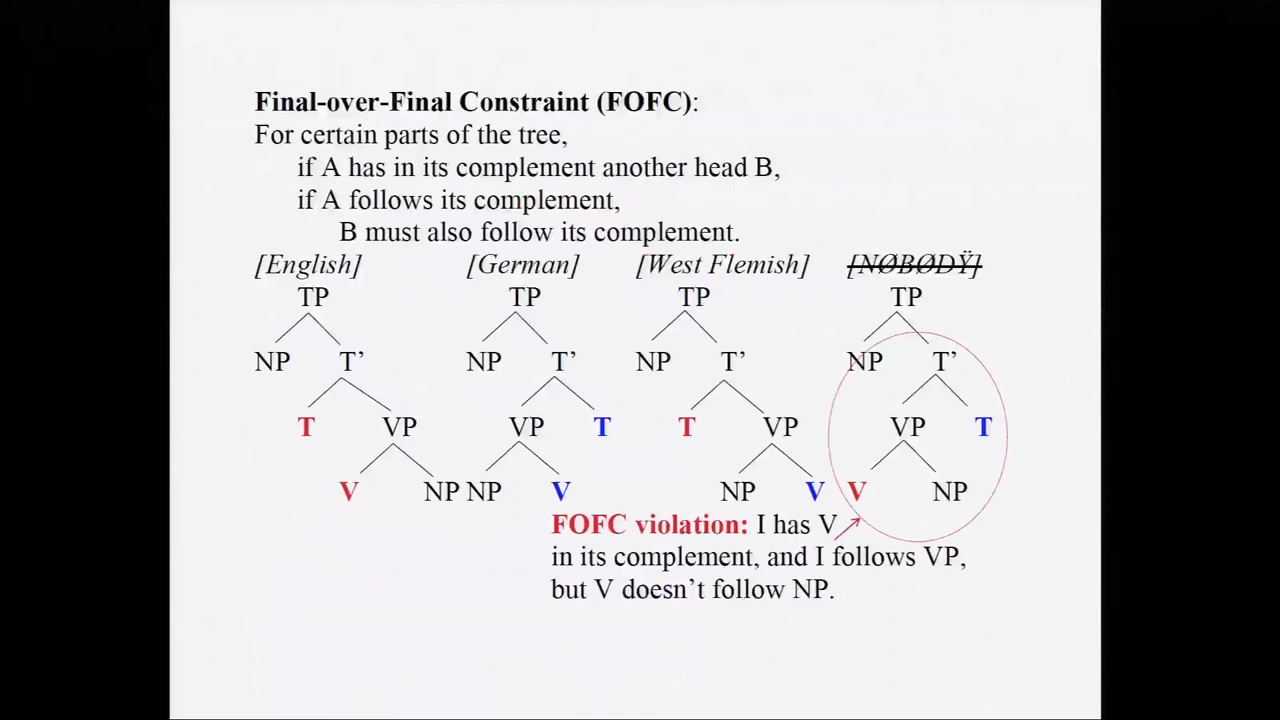 Final-over-Final Constraint (FOFC):
For certain parts of the tree,
if A has in its complement another head B,
if A follows its complement,
B must also follow its complement.
[English] [German] [West Flemish] [NØBØDŸ]
TP TP TP TP
NP T’ NP T’ NP T’ NP T’
T VP VP T T VP VP T
V NP NP V NP V V NP
FOFC violation: I has V
in its complement, and I follows VP,
but V doesn’t follow NP.